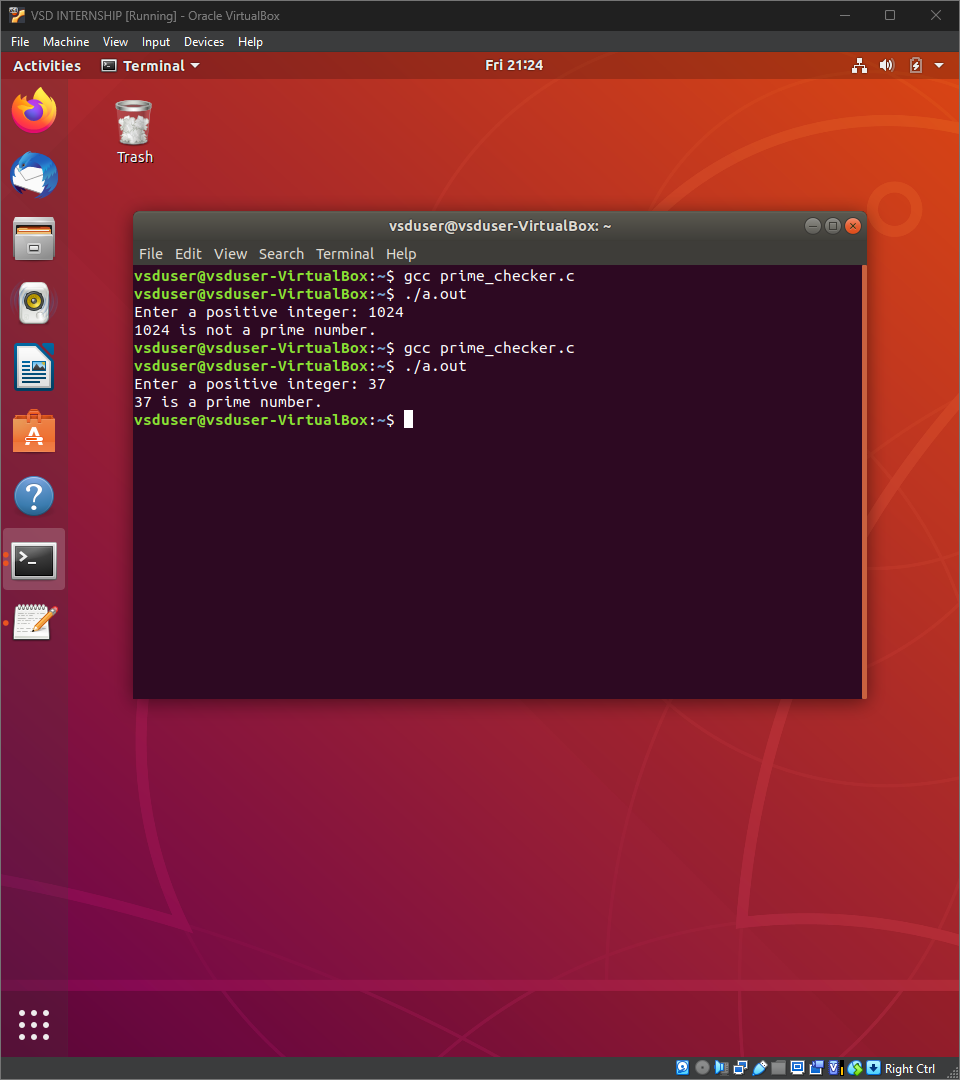 VSD INTERNSHIP [Running] - Oracle VirtualBox
File Machine View Input Devices Help
Activities Terminal Fri 21:24
Trash
vsduser@vsduser-VirtualBox: ~
File Edit View Search Terminal Help
vsduser@vsduser-VirtualBox:~$ gcc prime_checker.c
vsduser@vsduser-VirtualBox:~$ ./a.out
Enter a positive integer: 1024
1024 is not a prime number.
vsduser@vsduser-VirtualBox:~$ gcc prime_checker.c
vsduser@vsduser-VirtualBox:~$ ./a.out
Enter a positive integer: 37
37 is a prime number.
vsduser@vsduser-VirtualBox:~$
Right Ctrl